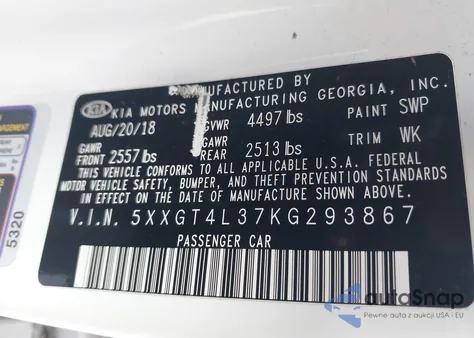 MANUFACTURED BY
KIA KIA MOTORS MANUFACTURING GEORGIA, INC.
AUG/20/18 GVWR 4497 lbs PAINT SWP
GAWR FRONT 2557 lbs GAWR REAR 2513 lbs TRIM WK
THIS VEHICLE CONFORMS TO ALL APPLICABLE U.S.A. FEDERAL
MOTOR VEHICLE SAFETY, BUMPER, AND THEFT PREVENTION STANDARDS
IN EFFECT ON THE DATE OF MANUFACTURE SHOWN ABOVE.
V.I.N. 5XXGT4L37KG293867
PASSENGER CAR
5320
autoSnap
Pewne auta z aukcji USA i EU